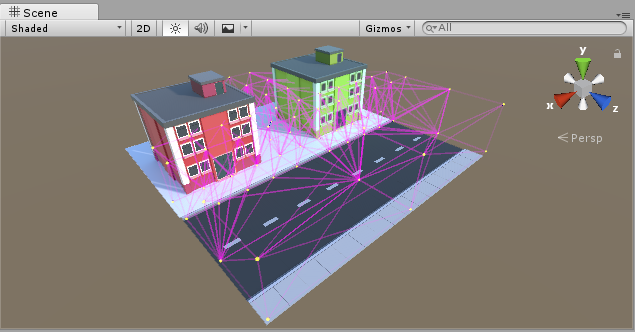 Scene
Shaded 2D Gizmos All
y
x z
Persp